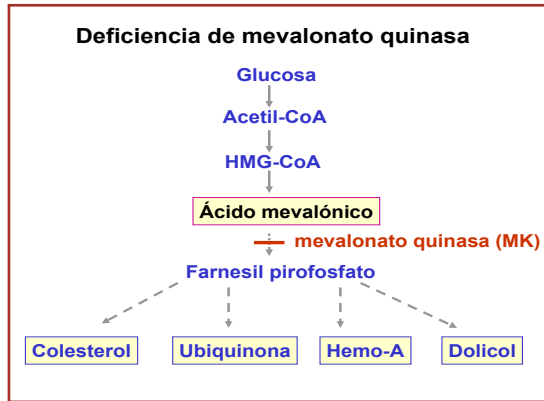 Deficiencia de mevalonato quinasa
Glucosa
Acetil-CoA
HMG-CoA
Ácido mevalónico
mevalonato quinasa (MK)
Farnesil pirofosfato
Colesterol
Ubiquinona
Hemo-A
Dolicol